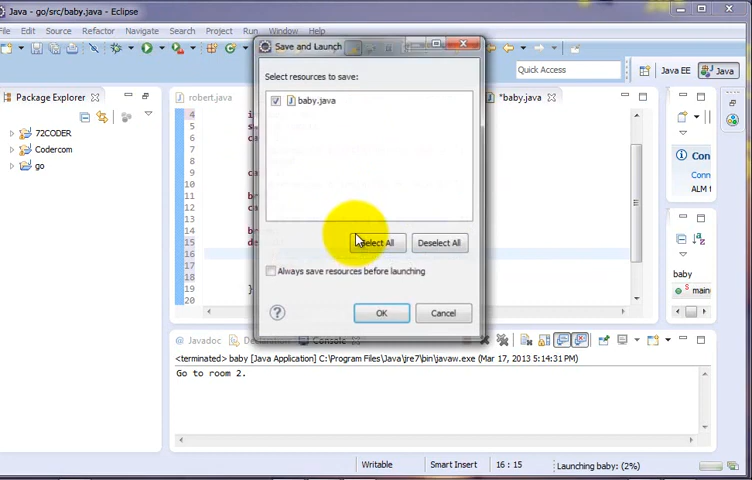 Java - go/src/baby.java - Eclipse
File Edit Source Refactor Navigate Search Project Run Window Help
Quick Access
Java EE
Java
Package Explorer
robert.java
*baby.java
72CODER
Codercom
go
4
5
6
7
8
9
10
11
12
13
14
15
16
17
18
19
20
Save and Launch
Select resources to save:
baby.java
Select All
Deselect All
Always save resources before launching
OK
Cancel
Con
Conn
ALM t
baby
main
Javadoc
Declaration
Console
<terminated> baby [Java Application] C:\Program Files\Java\jre7\bin\javaw.exe (Mar 17, 2013 5:14:31 PM)
Go to room 2.
Writable
Smart Insert
16 : 15
Launching baby: (2%)